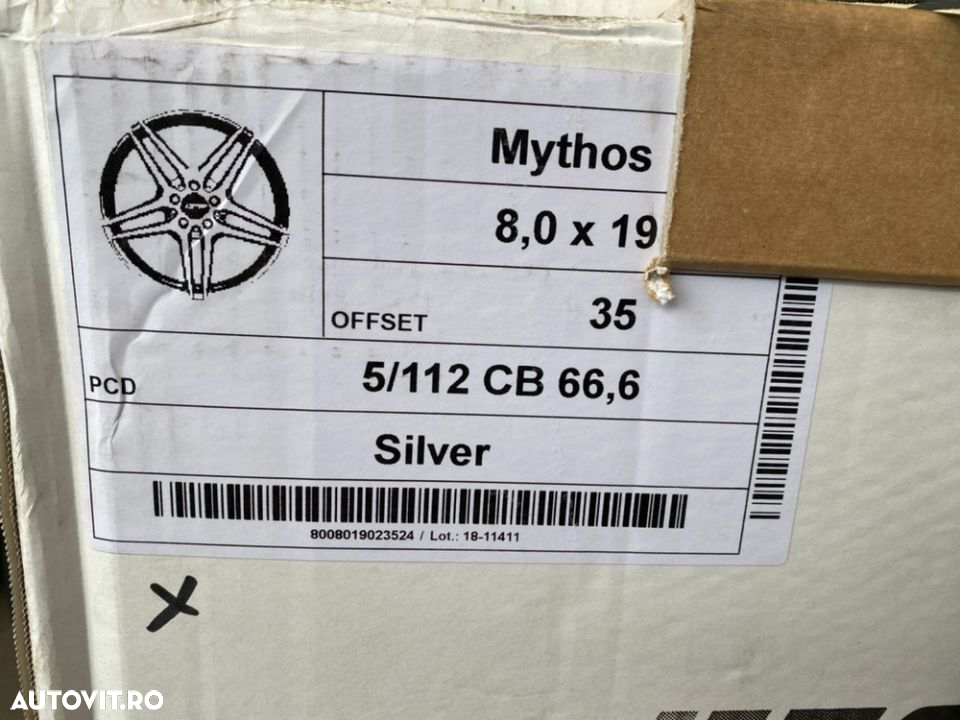 Mythos
8,0 x 19
OFFSET 35
PCD 5/112 CB 66,6
Silver
8008019023524 / Lot.: 18-11411
X
AUTOVIT.RO